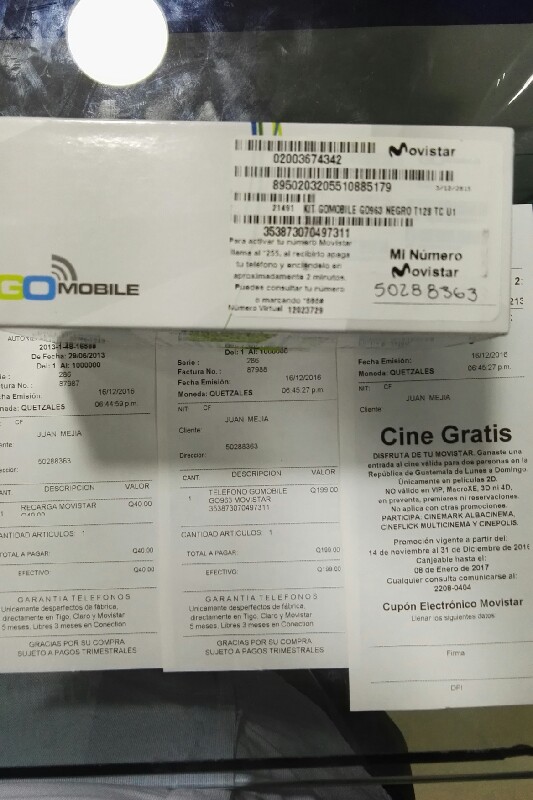 02003674342
Movistar
8950203205510885179
5/12/2015
21491 KIT GOMOBILE GO963 NEGRO T129 TC U1
353873070497311
Para activar tu número Movistar
llama al *255, al recibirlo apaga
tu teléfono y enciéndelo en
aproximadamente 2 minutos.
Puedes consultar tu número
o marcando *888#
Número Virtual 12023729
Mi Número
Movistar
50288363
GO MOBILE
De Fecha: 29/06/2013
Del: 1 Al: 1000000
286
Factura No.: 87987
Fecha Emisión
16/12/2016
Moneda: QUETZALES 06:44:59 p.m.
NIT: CF
JUAN MEJIA
Cliente
50288363
Direccion:
CANT. DESCRIPCION VALOR
1 RECARGA MOVISTAR Q40.00
Q40.00
CANTIDAD ARTICULOS 1
TOTAL A PAGAR: Q40.00
EFECTIVO: Q40.00
GARANTIA TELEFONOS
Unicamente desperfectos de fábrica,
directamente en Tigo, Claro y Movistar
5 meses. Libres 3 meses en Conection
GRACIAS POR SU COMPRA
SUJETO A PAGOS TRIMESTRALES
Del: 1 Al: 1000000
Serie : 286
Factura No. : 87988
Fecha Emisión: 16/12/2016
Moneda: QUETZALES 06:45:27 p.m.
NIT: CF
JUAN MEJIA
Cliente:
50288363
Direccion:
CANT. DESCRIPCION VALOR
1 TELEFONO GOMOBILE Q199.00
GO963 MOVISTAR
353873070497311
CANTIDAD ARTICULOS: 1
TOTAL A PAGAR: Q199.00
EFECTIVO: Q199.00
GARANTIA TELEFONOS
Unicamente desperfectos de fábrica,
directamente en Tigo, Claro y Movistar
5 meses. Libres 3 meses en Conection
GRACIAS POR SU COMPRA
SUJETO A PAGOS TRIMESTRALES
Fecha Emisión: 16/12/2016
Moneda: QUETZALES 06:45:27 p.m.
NIT: CF
JUAN MEJIA
Cliente
Cine Gratis
DISFRUTA DE TU MOVISTAR. Ganaste una
entrada al cine válida para dos personas en la
República de Guatemala de Lunes a Domingo.
Únicamente en películas 2D.
NO válido en VIP, MacroXE, 3D ni 4D,
en preventa, premieres ni reservaciones.
No aplica con otras promociones.
PARTICIPA: CINEMARK ALBACINEMA,
CINEFLICK MULTICINEMA Y CINEPOLIS.
Promoción vigente a partir del:
14 de noviembre al 31 de Diciembre de 2016
Canjeable hasta el:
08 de Enero de 2017
Cualquier consulta comunicarse al:
2208-0404
Cupón Electrónico Movistar
Llenar los siguientes datos
Firma
DPI